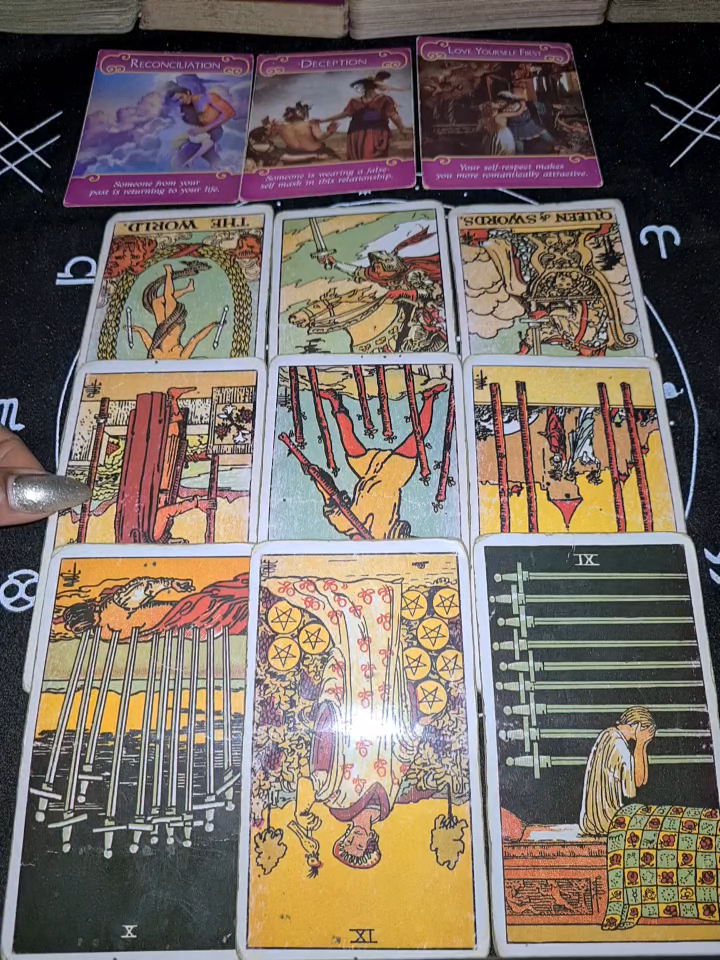 RECONCILIATION
Someone from your
past is returning to your life.
DECEPTION
Someone is wearing a false-
self mask in this relationship.
LOVE YOURSELF FIRST
Your self-respect makes
you more romantically attractive.
THE WORLD.
QUEEN of SWORDS.
X
IX
IX